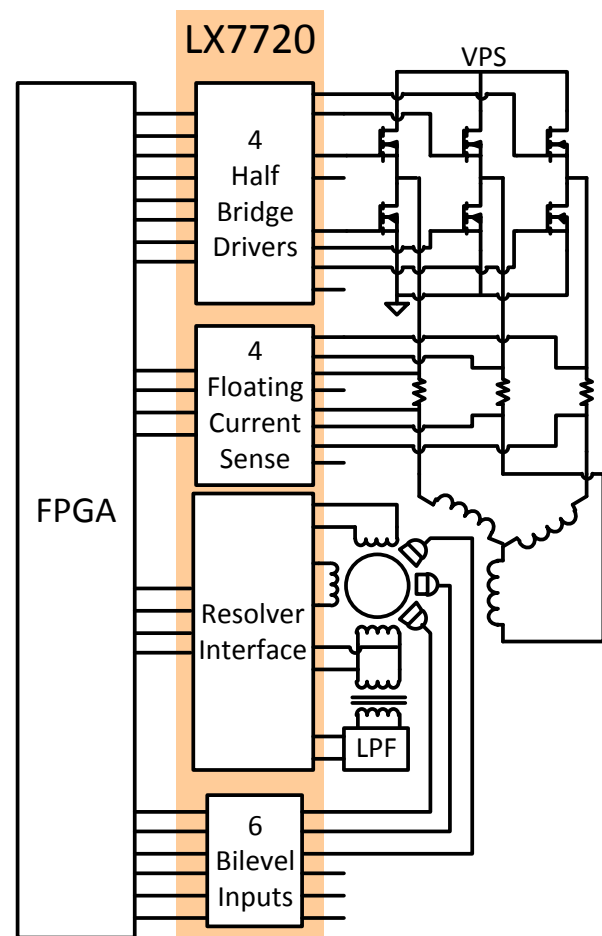 LX7720
VPS
4
Half
Bridge
Drivers
4
Floating
Current
Sense
FPGA
Resolver
Interface
LPF
6
Bilevel
Inputs